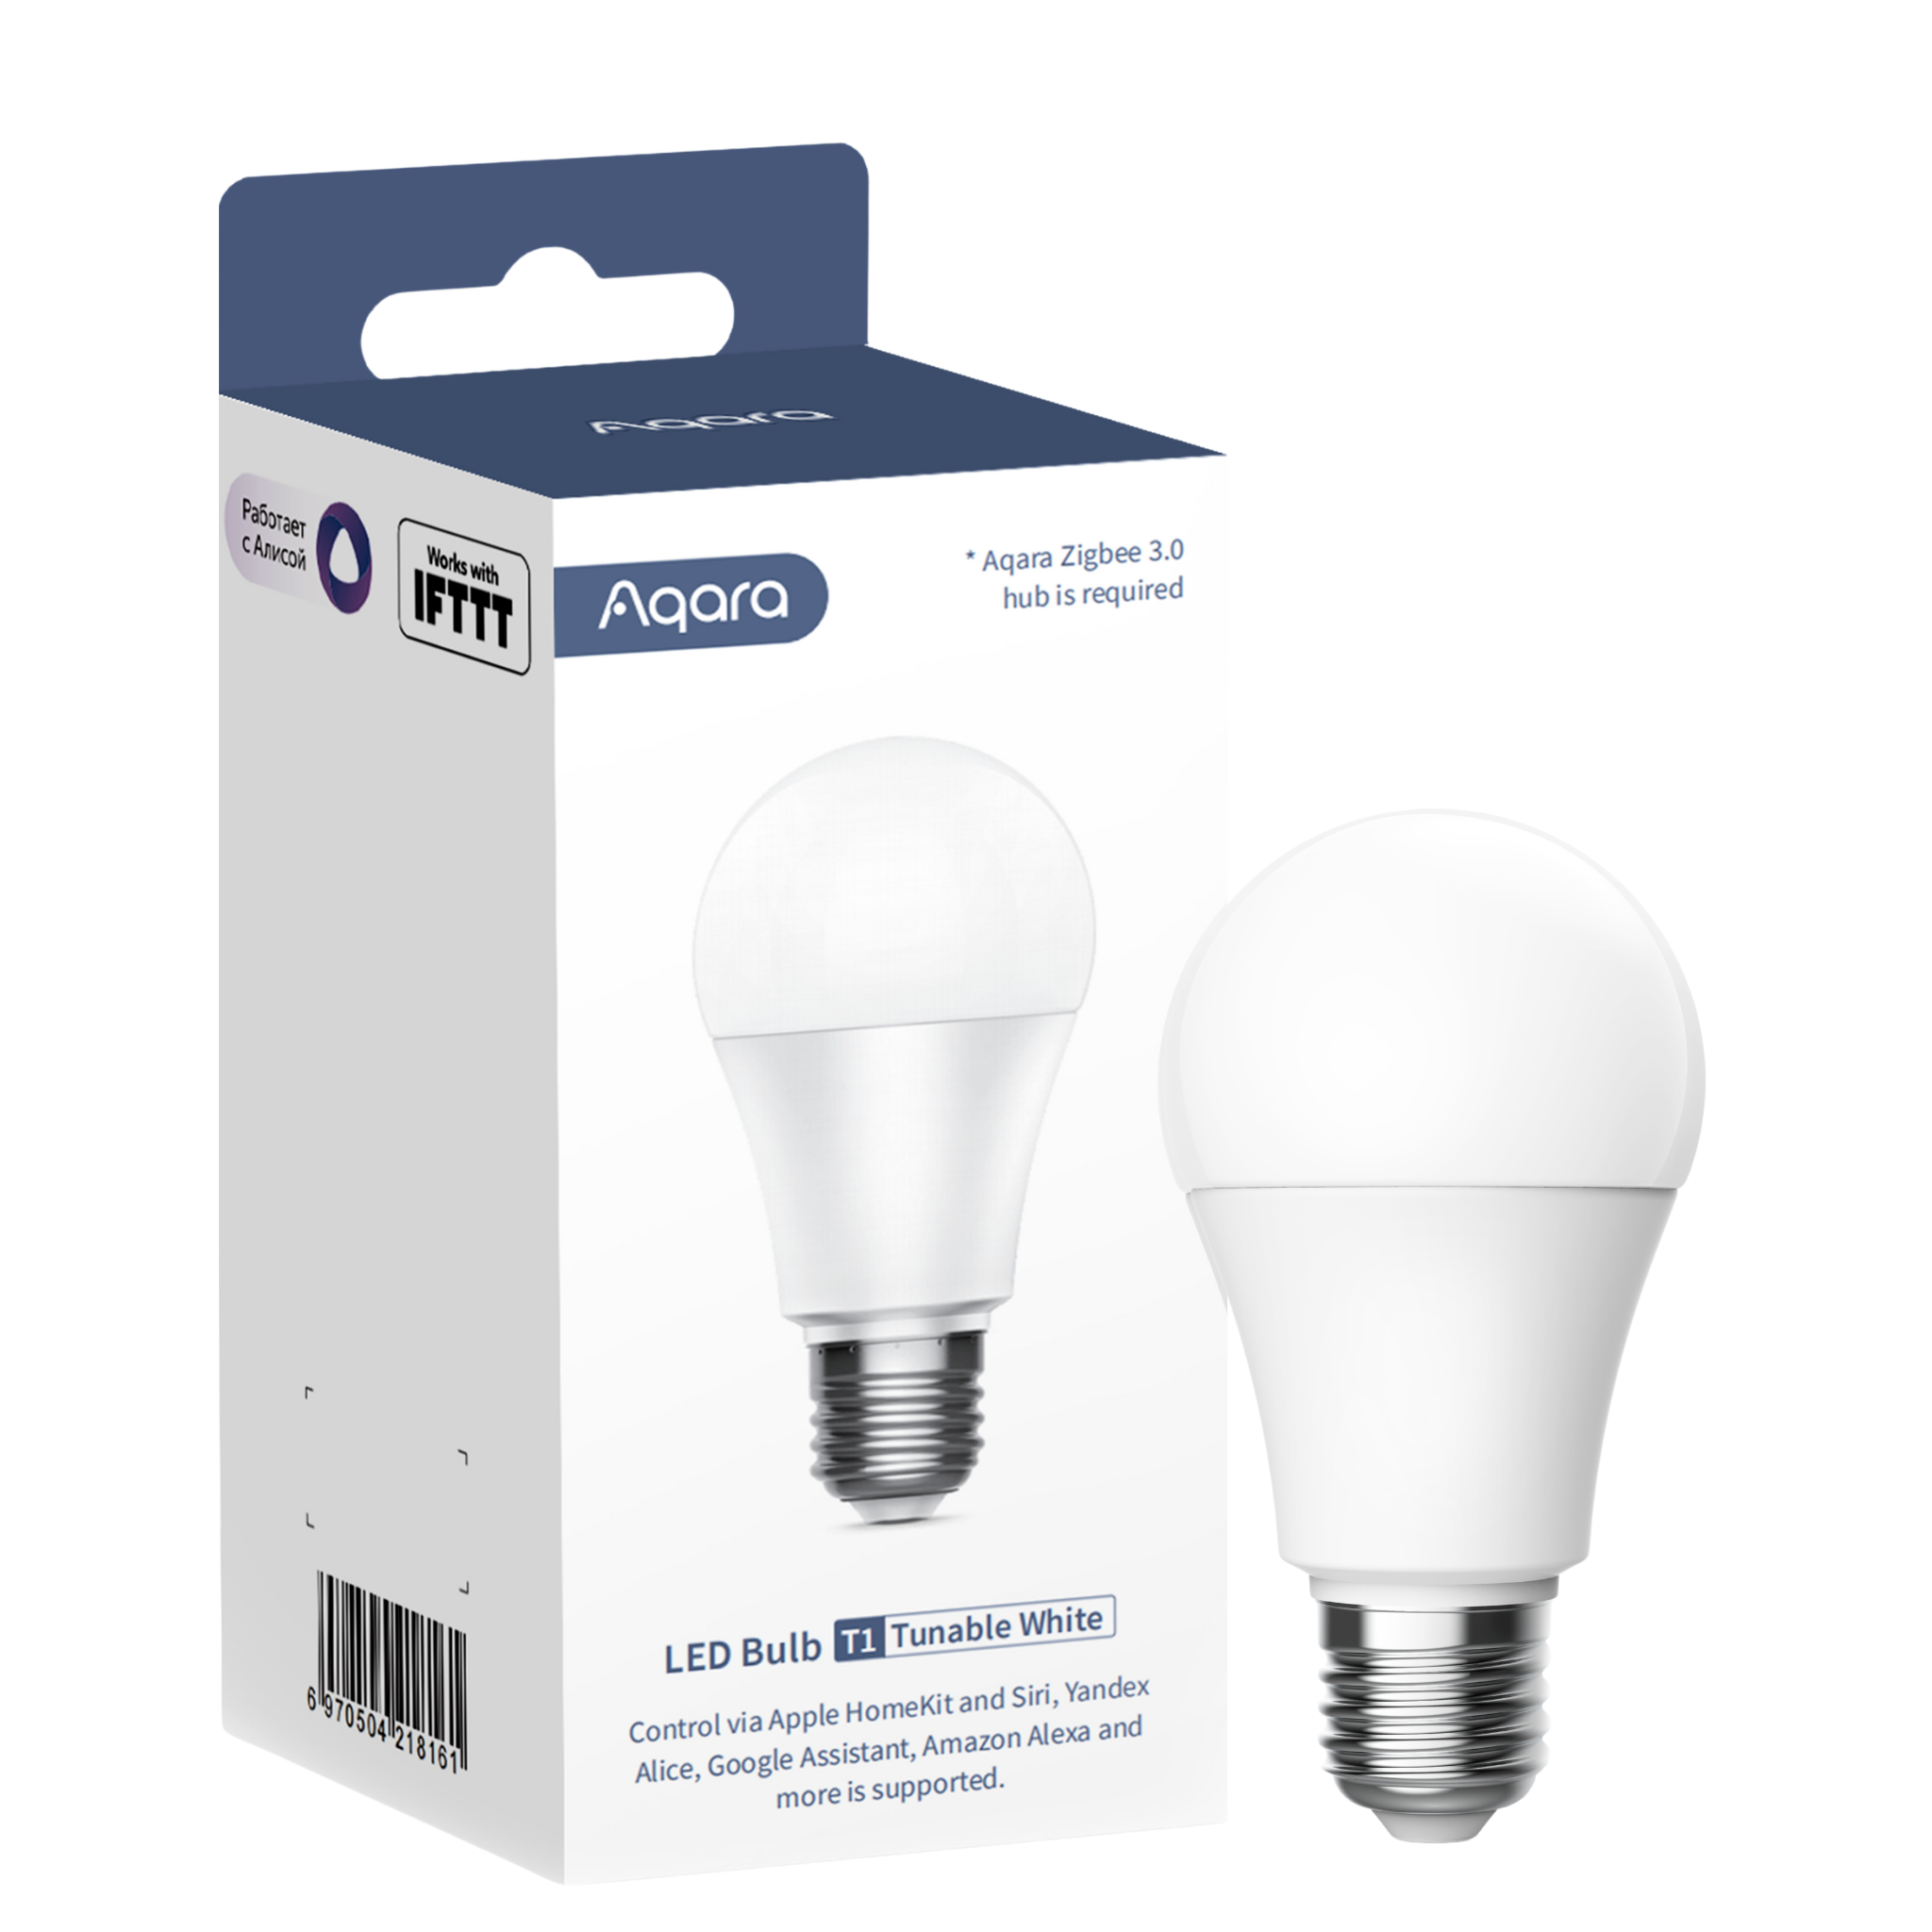 Aqara
Работает
с Алисой
Works with
IFTTT
Aqara
* Aqara Zigbee 3.0
hub is required
LED Bulb T1 Tunable White
Control via Apple HomeKit and Siri, Yandex
Alice, Google Assistant, Amazon Alexa and
more is supported.
6 970504 218161